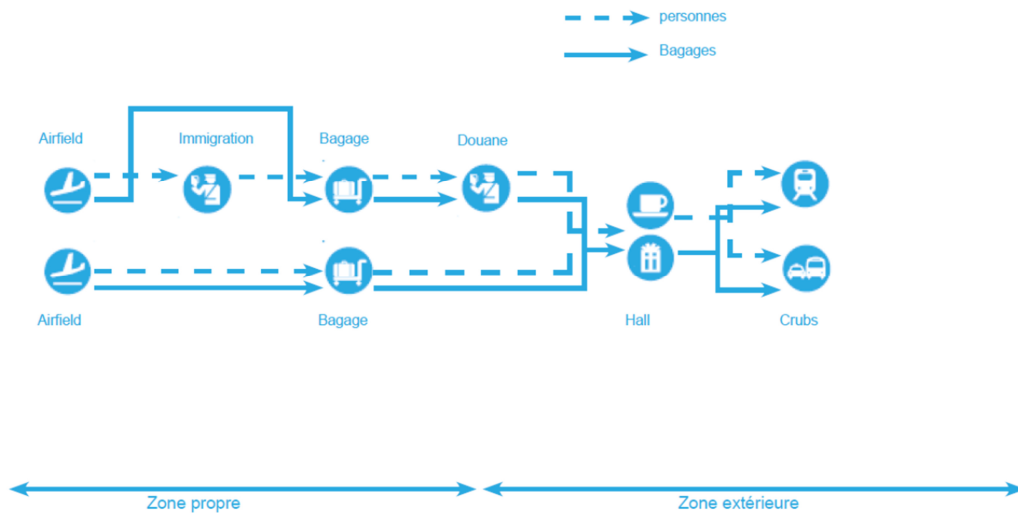 personnes
Bagages
Airfield
Immigration
Bagage
Douane
Airfield
Bagage
Hall
Crubs
Zone propre
Zone extérieure